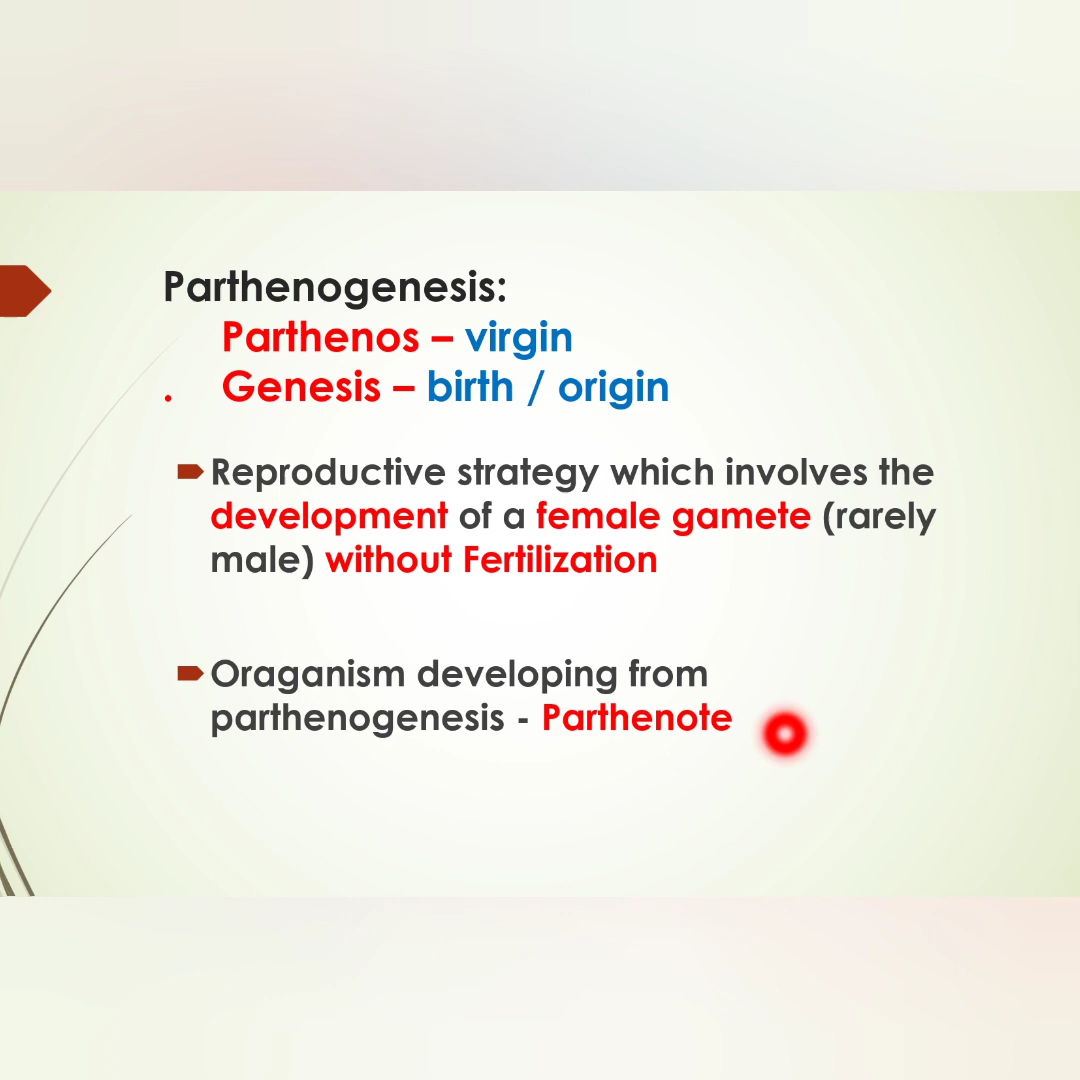 Parthenogenesis:
Parthenos – virgin
. Genesis – birth / origin
Reproductive strategy which involves the
development of a female gamete (rarely
male) without Fertilization
Oraganism developing from
parthenogenesis - Parthenote